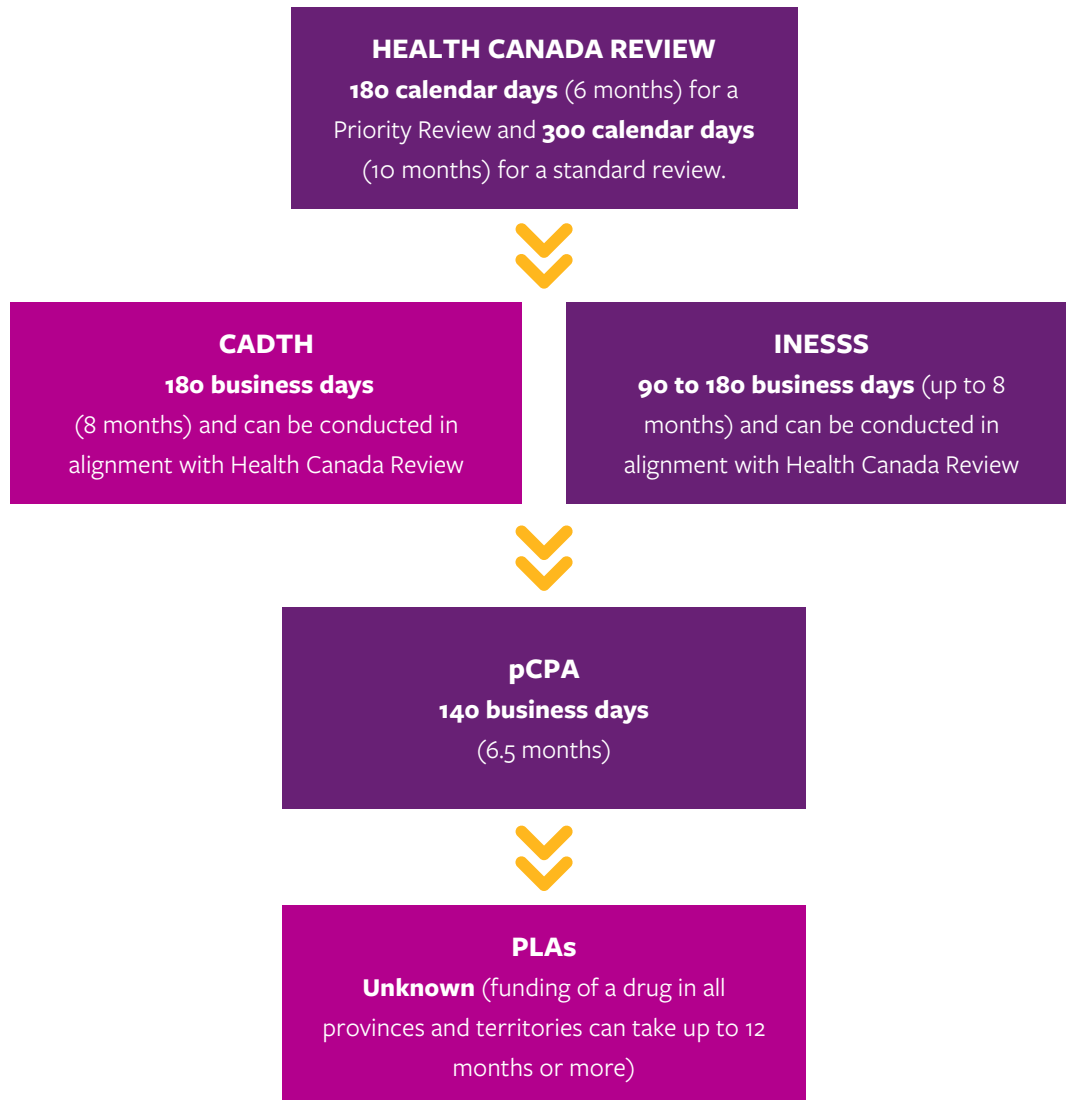 HEALTH CANADA REVIEW
180 calendar days (6 months) for a
Priority Review and 300 calendar days
(10 months) for a standard review.
CADTH
180 business days
(8 months) and can be conducted in
alignment with Health Canada Review
INESSS
90 to 180 business days (up to 8
months) and can be conducted in
alignment with Health Canada Review
pCPA
140 business days
(6.5 months)
PLAs
Unknown (funding of a drug in all
provinces and territories can take up to 12
months or more)